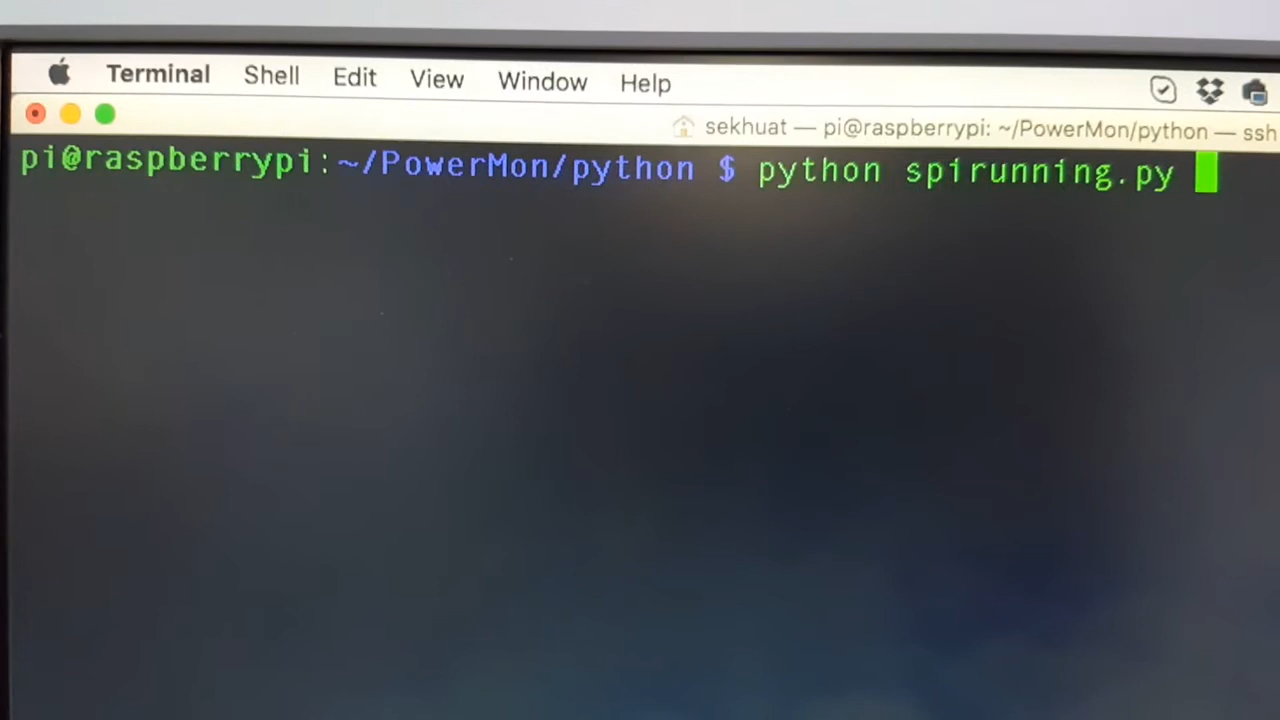 Terminal Shell Edit View Window Help
sekhuat — pi@raspberrypi: ~/PowerMon/python — ssh
pi@raspberrypi:~/PowerMon/python $ python spirunning.py